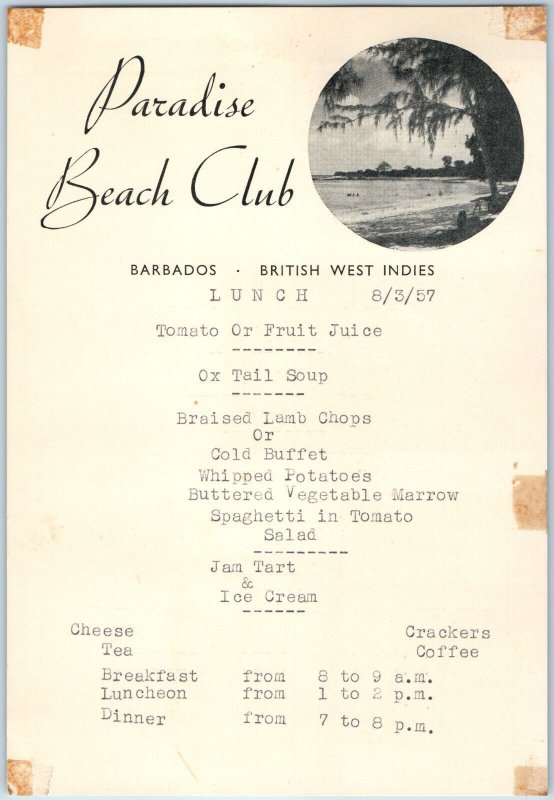 Paradise
Beach Club
BARBADOS · BRITISH WEST INDIES
LUNCH 8/3/57
Tomato Or Fruit Juice
---------
Ox Tail Soup
--------
Braised Lamb Chops
Or
Cold Buffet
Whipped Potatoes
Buttered Vegetable Marrow
Spaghetti in Tomato
Salad
----------
Jam Tart
&
Ice Cream
------
Cheese Crackers
Tea Coffee
Breakfast from 8 to 9 a.m.
Luncheon from 1 to 2 p.m.
Dinner from 7 to 8 p.m.